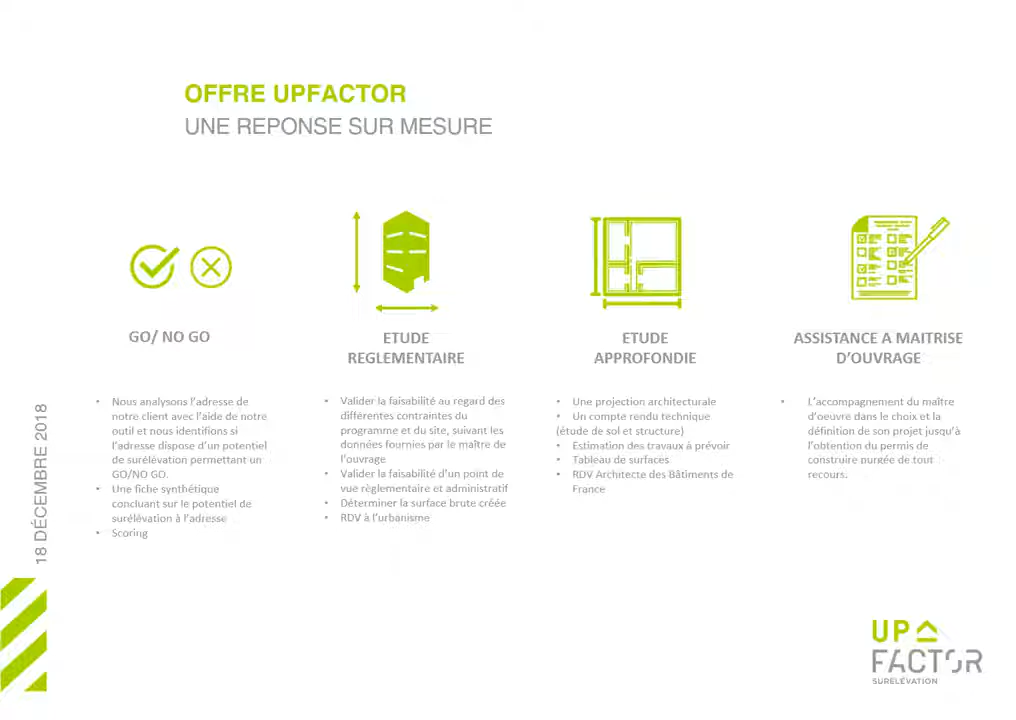 OFFRE UPFACTOR
UNE REPONSE SUR MESURE
GO/ NO GO
• Nous analysons l'adresse de
notre client avec l'aide de notre
outil et nous identifions si
l'adresse dispose d'un potentiel
de surélévation permettant un
GO/NO GO.
• Une fiche synthétique
concluant sur le potentiel de
surélévation à l'adresse
• Scoring
ETUDE
REGLEMENTAIRE
• Valider la faisabilité au regard des
différentes contraintes du
programme et du site, suivant les
données fournies par le maître de
l'ouvrage
• Valider la faisabilité d'un point de
vue règlementaire et administratif
• Déterminer la surface brute créée
• RDV à l'urbanisme
ETUDE
APPROFONDIE
• Une projection architecturale
• Un compte rendu technique
(étude de sol et structure)
• Estimation des travaux à prévoir
• Tableau de surfaces
• RDV Architecte des Bâtiments de
France
ASSISTANCE A MAITRISE
D'OUVRAGE
• L'accompagnement du maître
d'oeuvre dans le choix et la
définition de son projet jusqu'à
l'obtention du permis de
construire purgée de tout
recours.
18 DÉCEMBRE 2018
UP
FACTOR
SURELÉVATION